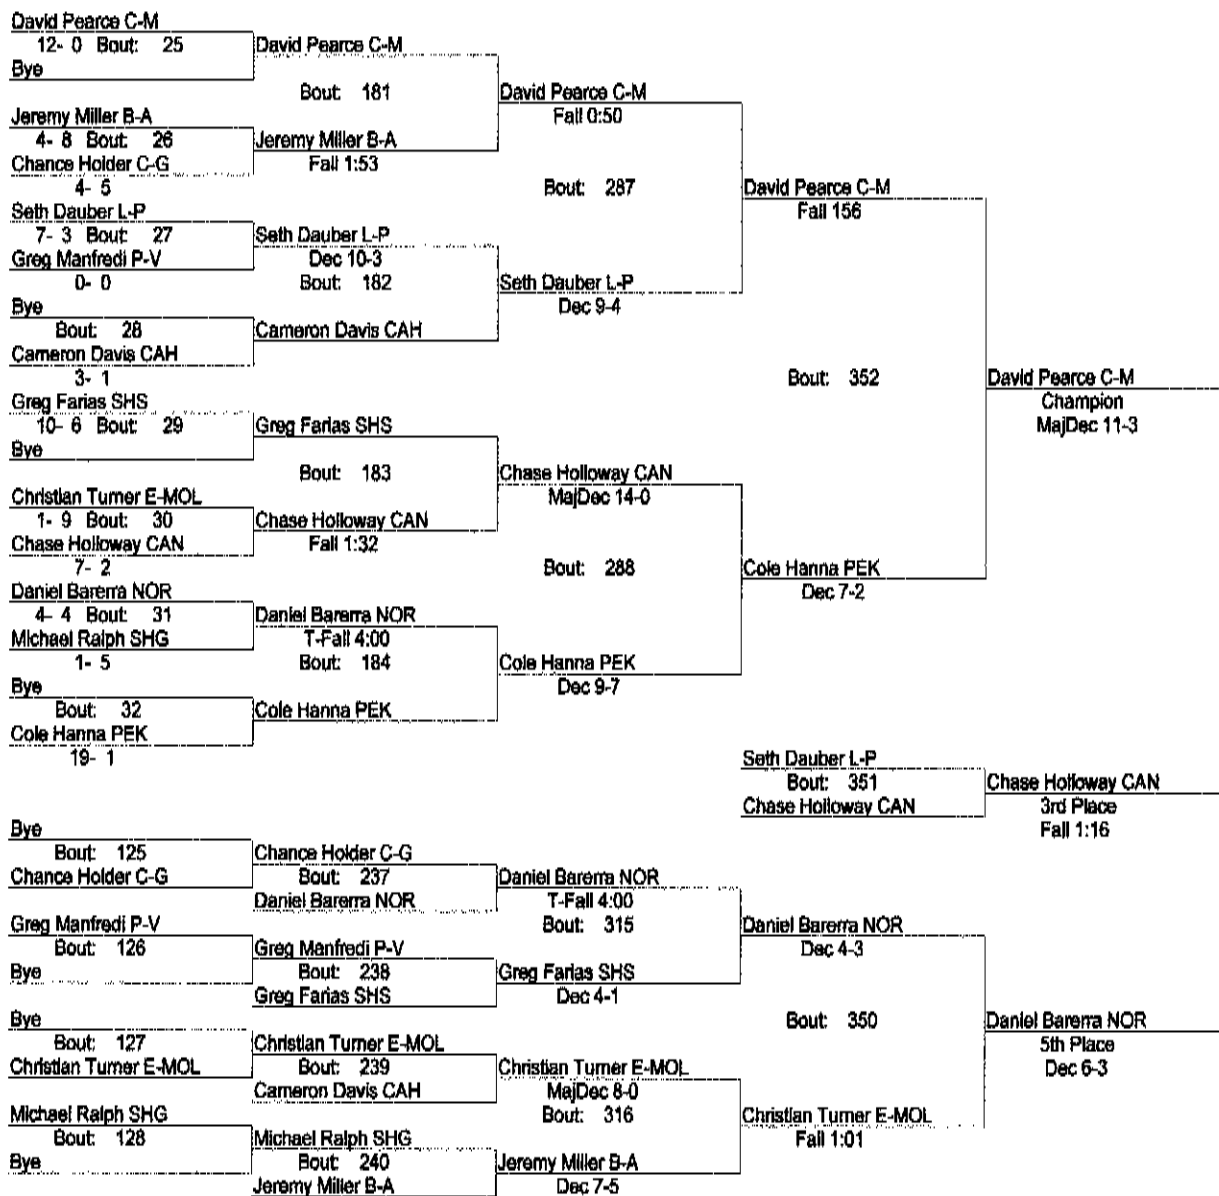 David Pearce C-M
12- 0 Bout: 25
Bye
David Pearce C-M
Bout: 181
Jeremy Miller B-A
4- 8 Bout: 26
Chance Holder C-G
4- 5
Jeremy Miller B-A
Fall 1:53
David Pearce C-M
Fall 0:50
Bout: 287
Seth Dauber L-P
7- 3 Bout: 27
Greg Manfredi P-V
0- 0
Seth Dauber L-P
Dec 10-3
Bout: 182
Bye
Bout: 28
Cameron Davis CAH
3- 1
Cameron Davis CAH
Seth Dauber L-P
Dec 9-4
David Pearce C-M
Fall 156
Bout: 352
Greg Farias SHS
10- 6 Bout: 29
Bye
Greg Farias SHS
Bout: 183
Christian Turner E-MOL
1- 9 Bout: 30
Chase Holloway CAN
7- 2
Chase Holloway CAN
Fall 1:32
Chase Holloway CAN
MajDec 14-0
Bout: 288
Daniel Barerra NOR
4- 4 Bout: 31
Michael Ralph SHG
1- 5
Daniel Barerra NOR
T-Fall 4:00
Bout: 184
Bye
Bout: 32
Cole Hanna PEK
19- 1
Cole Hanna PEK
Cole Hanna PEK
Dec 9-7
Cole Hanna PEK
Dec 7-2
David Pearce C-M
Champion
MajDec 11-3
Seth Dauber L-P
Bout: 351
Chase Holloway CAN
Chase Holloway CAN
3rd Place
Fall 1:16
Bye
Bout: 125
Chance Holder C-G
Chance Holder C-G
Bout: 237
Daniel Barerra NOR
Daniel Barerra NOR
T-Fall 4:00
Bout: 315
Greg Manfredi P-V
Bout: 126
Bye
Greg Manfredi P-V
Bout: 238
Greg Farias SHS
Greg Farias SHS
Dec 4-1
Daniel Barerra NOR
Dec 4-3
Bout: 350
Bye
Bout: 127
Christian Turner E-MOL
Christian Turner E-MOL
Bout: 239
Cameron Davis CAH
Christian Turner E-MOL
MajDec 8-0
Bout: 316
Michael Ralph SHG
Bout: 128
Bye
Michael Ralph SHG
Bout: 240
Jeremy Miller B-A
Jeremy Miller B-A
Dec 7-5
Christian Turner E-MOL
Fall 1:01
Daniel Barerra NOR
5th Place
Dec 6-3